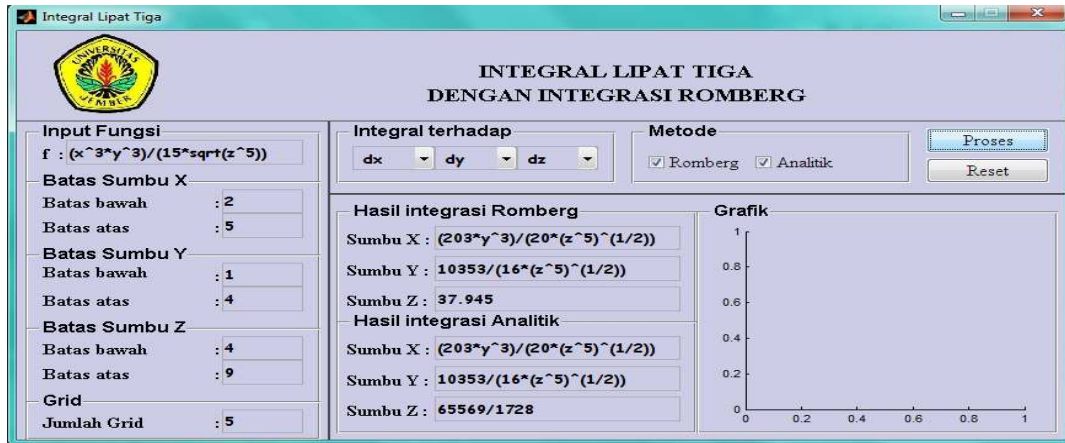 Integral Lipat Tiga
UNIVERSITAS
JEMBER
INTEGRAL LIPAT TIGA
DENGAN INTEGRASI ROMBERG
Input Fungsi
f : (x^3*y^3)/(15*sqrt(z^5))
Batas Sumbu X
Batas bawah : 2
Batas atas : 5
Batas Sumbu Y
Batas bawah : 1
Batas atas : 4
Batas Sumbu Z
Batas bawah : 4
Batas atas : 9
Grid
Jumlah Grid : 5
Integral terhadap
dx dy dz
Metode
Romberg Analitik
Proses
Reset
Hasil integrasi Romberg
Sumbu X : (203*y^3)/(20*(z^5)^(1/2))
Sumbu Y : 10353/(16*(z^5)^(1/2))
Sumbu Z : 37.945
Hasil integrasi Analitik
Sumbu X : (203*y^3)/(20*(z^5)^(1/2))
Sumbu Y : 10353/(16*(z^5)^(1/2))
Sumbu Z : 65569/1728
Grafik
1
0.8
0.6
0.4
0.2
0
0 0.2 0.4 0.6 0.8 1